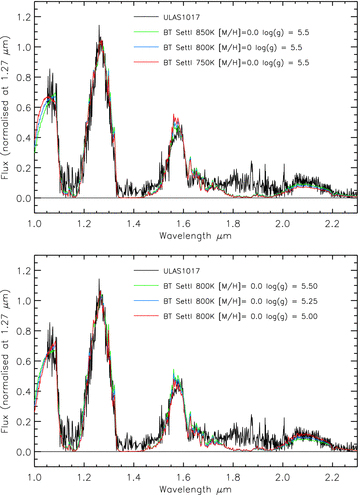 ULAS1017
BT Settl 850K [M/H]=0.0 log(g) = 5.5
BT Settl 800K [M/H]=0 log(g) = 5.5
BT Settl 750K [M/H]=0.0 log(g) = 5.5
Flux (normalised at 1.27 μm)
1.2
1.0
0.8
0.6
0.4
0.2
0.0
1.0 1.2 1.4 1.6 1.8 2.0 2.2
Wavelength μm
ULAS1017
BT Settl 800K [M/H]= 0.0 log(g) = 5.50
BT Settl 800K [M/H]= 0.0 log(g) = 5.25
BT Settl 800K [M/H]= 0.0 log(g) = 5.00
Flux (normalised at 1.27 μm)
1.2
1.0
0.8
0.6
0.4
0.2
0.0
1.0 1.2 1.4 1.6 1.8 2.0 2.2
Wavelength μm